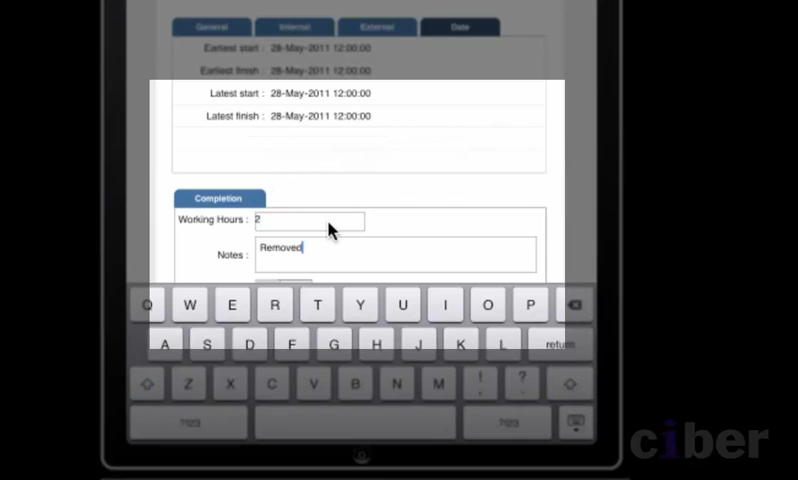 General Internal External Date
Earliest start : 28-May-2011 12:00:00
Earliest finish : 28-May-2011 12:00:00
Latest start : 28-May-2011 12:00:00
Latest finish : 28-May-2011 12:00:00
Completion
Working Hours : 2
Notes : Removed
Q W E R T Y U I O P
A S D F G H J K L return
Z X C V B N M ! , ? .
.?123 .?123
ciber